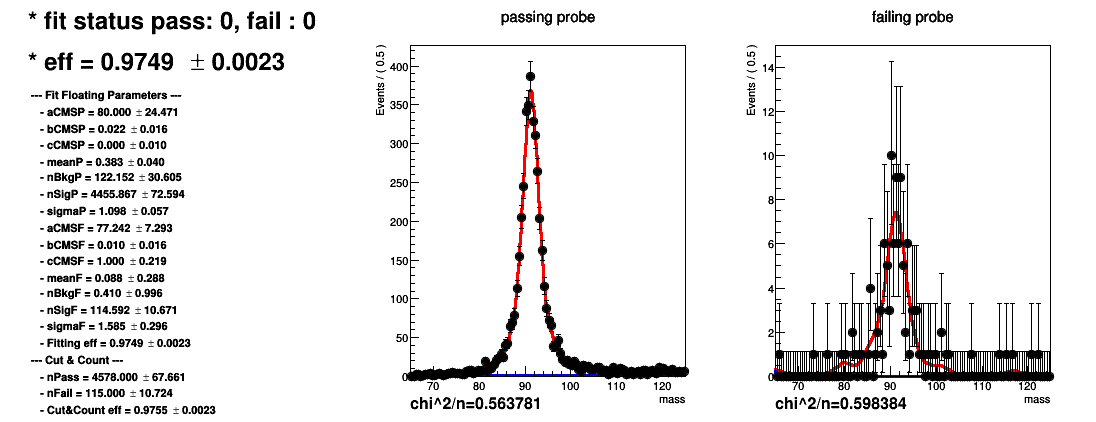 * fit status pass: 0, fail : 0
* eff = 0.9749 ± 0.0023
--- Fit Floating Parameters ---
- aCMSP = 80.000 ± 24.471
- bCMSP = 0.022 ± 0.016
- cCMSP = 0.000 ± 0.010
- meanP = 0.383 ± 0.040
- nBkgP = 122.152 ± 30.605
- nSigP = 4455.867 ± 72.594
- sigmaP = 1.098 ± 0.057
- aCMSF = 77.242 ± 7.293
- bCMSF = 0.010 ± 0.016
- cCMSF = 1.000 ± 0.219
- meanF = 0.088 ± 0.288
- nBkgF = 0.410 ± 0.996
- nSigF = 114.592 ± 10.671
- sigmaF = 1.585 ± 0.296
- Fitting eff = 0.9749 ± 0.0023
--- Cut & Count ---
- nPass = 4578.000 ± 67.661
- nFail = 115.000 ± 10.724
- Cut&Count eff = 0.9755 ± 0.0023
passing probe
Events / ( 0.5 )
400
350
300
250
200
150
100
50
0
70 80 90 100 110 120
mass
chi^2/n=0.563781
failing probe
Events / ( 0.5 )
14
12
10
8
6
4
2
0
70 80 90 100 110 120
mass
chi^2/n=0.598384